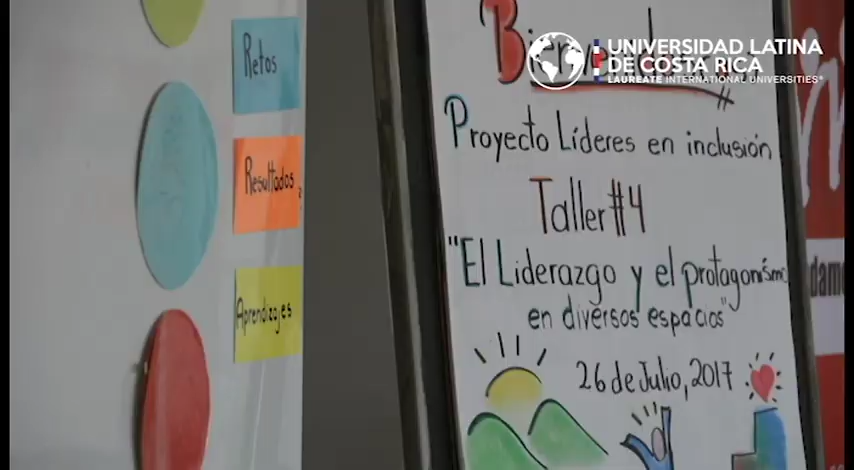 Retos
Resultados
Aprendizajes
UNIVERSIDAD LATINA
DE COSTA RICA
LAUREATE INTERNATIONAL UNIVERSITIES®
Proyecto Líderes en inclusión
Taller #4
"El Liderazgo y el protagonismo
en diversos espacios"
26 de Julio, 2017